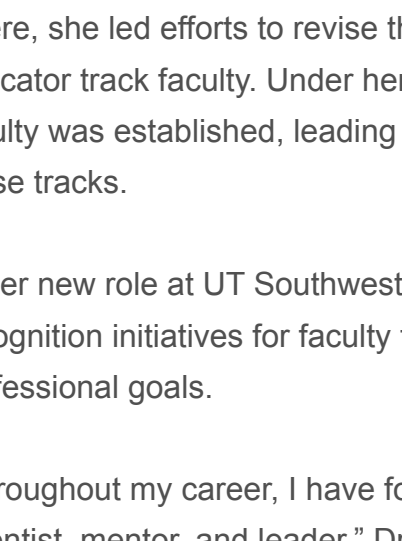 ere, she led efforts to revise th
cator track faculty. Under her
ulty was established, leading
se tracks.
er new role at UT Southwest
ognition initiatives for faculty
fessional goals.
roughout my career, I have fo
entist, mentor, and leader,” Dr